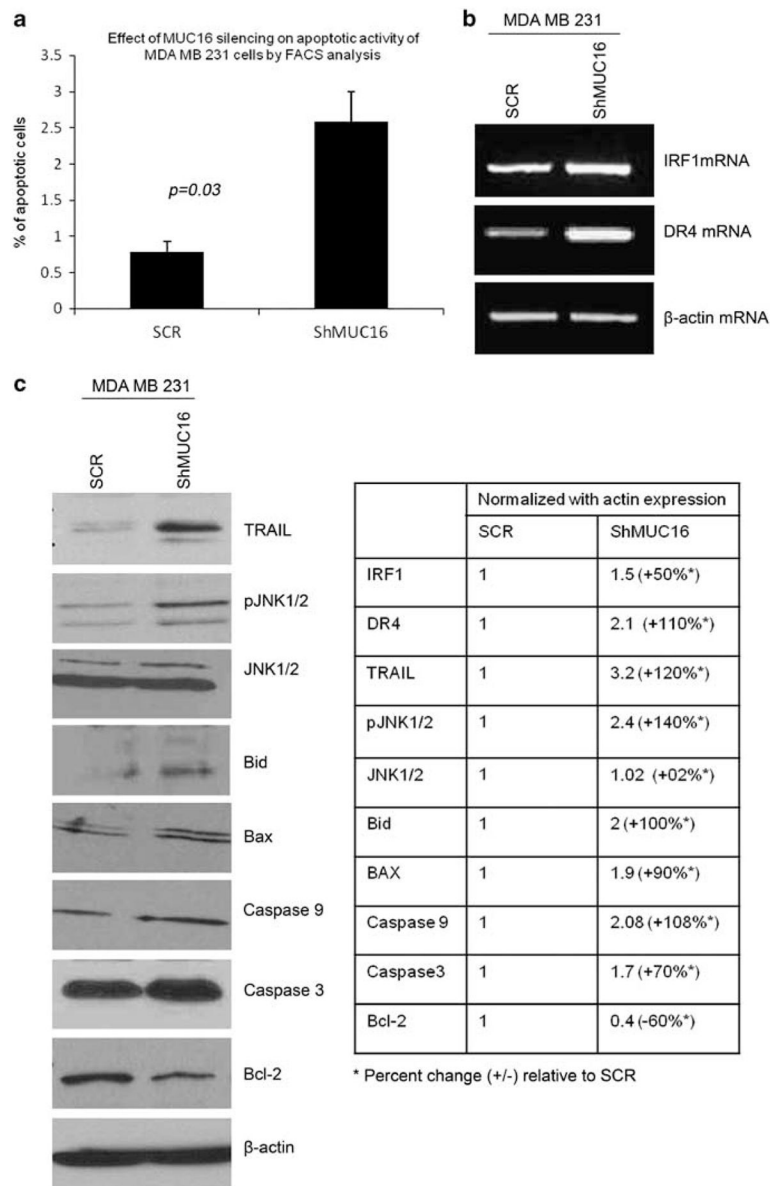 a
Effect of MUC16 silencing on apoptotic activity of
MDA MB 231 cells by FACS analysis
% of apoptotic cells
3.5
3
2.5
2
1.5
1
0.5
0
p=0.03
SCR
ShMUC16
b
MDA MB 231
SCR
ShMUC16
IRF1mRNA
DR4 mRNA
β-actin mRNA
c
MDA MB 231
SCR
ShMUC16
TRAIL
pJNK1/2
JNK1/2
Bid
Bax
Caspase 9
Caspase 3
Bcl-2
β-actin
Normalized with actin expression
SCR ShMUC16
IRF1 1 1.5 (+50%*)
DR4 1 2.1 (+110%*)
TRAIL 1 3.2 (+120%*)
pJNK1/2 1 2.4 (+140%*)
JNK1/2 1 1.02 (+02%*)
Bid 1 2 (+100%*)
BAX 1 1.9 (+90%*)
Caspase 9 1 2.08 (+108%*)
Caspase3 1 1.7 (+70%*)
Bcl-2 1 0.4 (-60%*)
* Percent change (+/-) relative to SCR